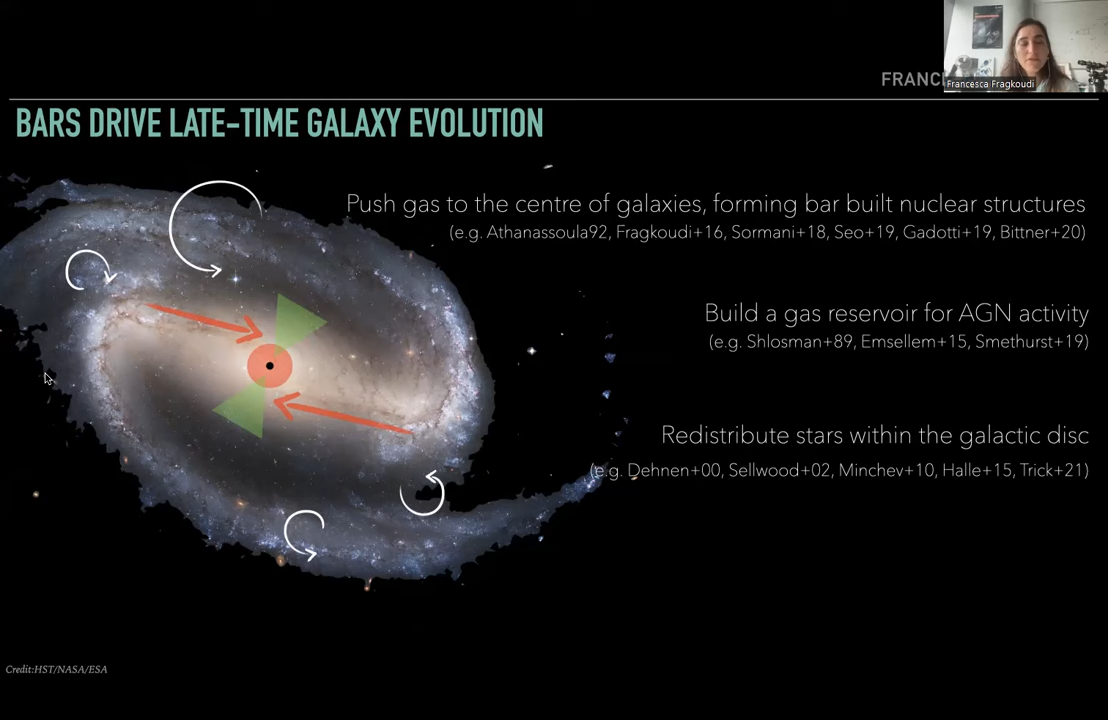 FRANC
Francesca Fragkoudi
BARS DRIVE LATE-TIME GALAXY EVOLUTION
Push gas to the centre of galaxies, forming bar built nuclear structures
(e.g. Athanassoula92, Fragkoudi+16, Sormani+18, Seo+19, Gadotti+19, Bittner+20)
Build a gas reservoir for AGN activity
(e.g. Shlosman+89, Emsellem+15, Smethurst+19)
Redistribute stars within the galactic disc
(e.g. Dehnen+00, Sellwood+02, Minchev+10, Halle+15, Trick+21)
Credit:HST/NASA/ESA